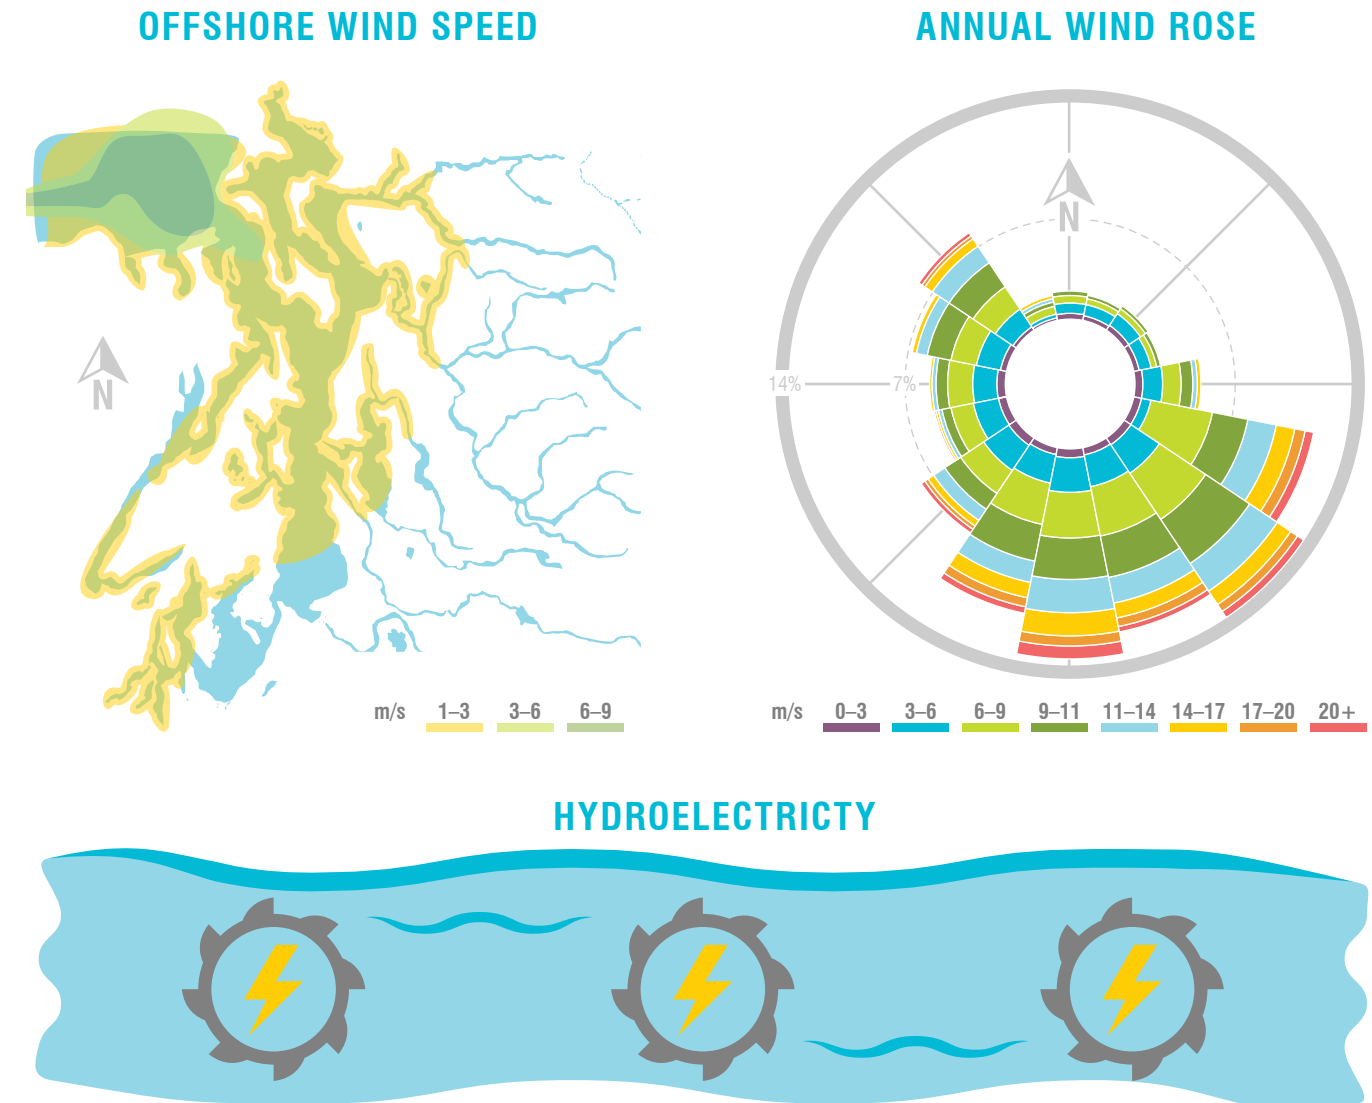 OFFSHORE WIND SPEED
ANNUAL WIND ROSE
N
14%
7%
N
m/s 1–3 3–6 6–9
m/s 0–3 3–6 6–9 9–11 11–14 14–17 17–20 20+
HYDROELECTRICTY